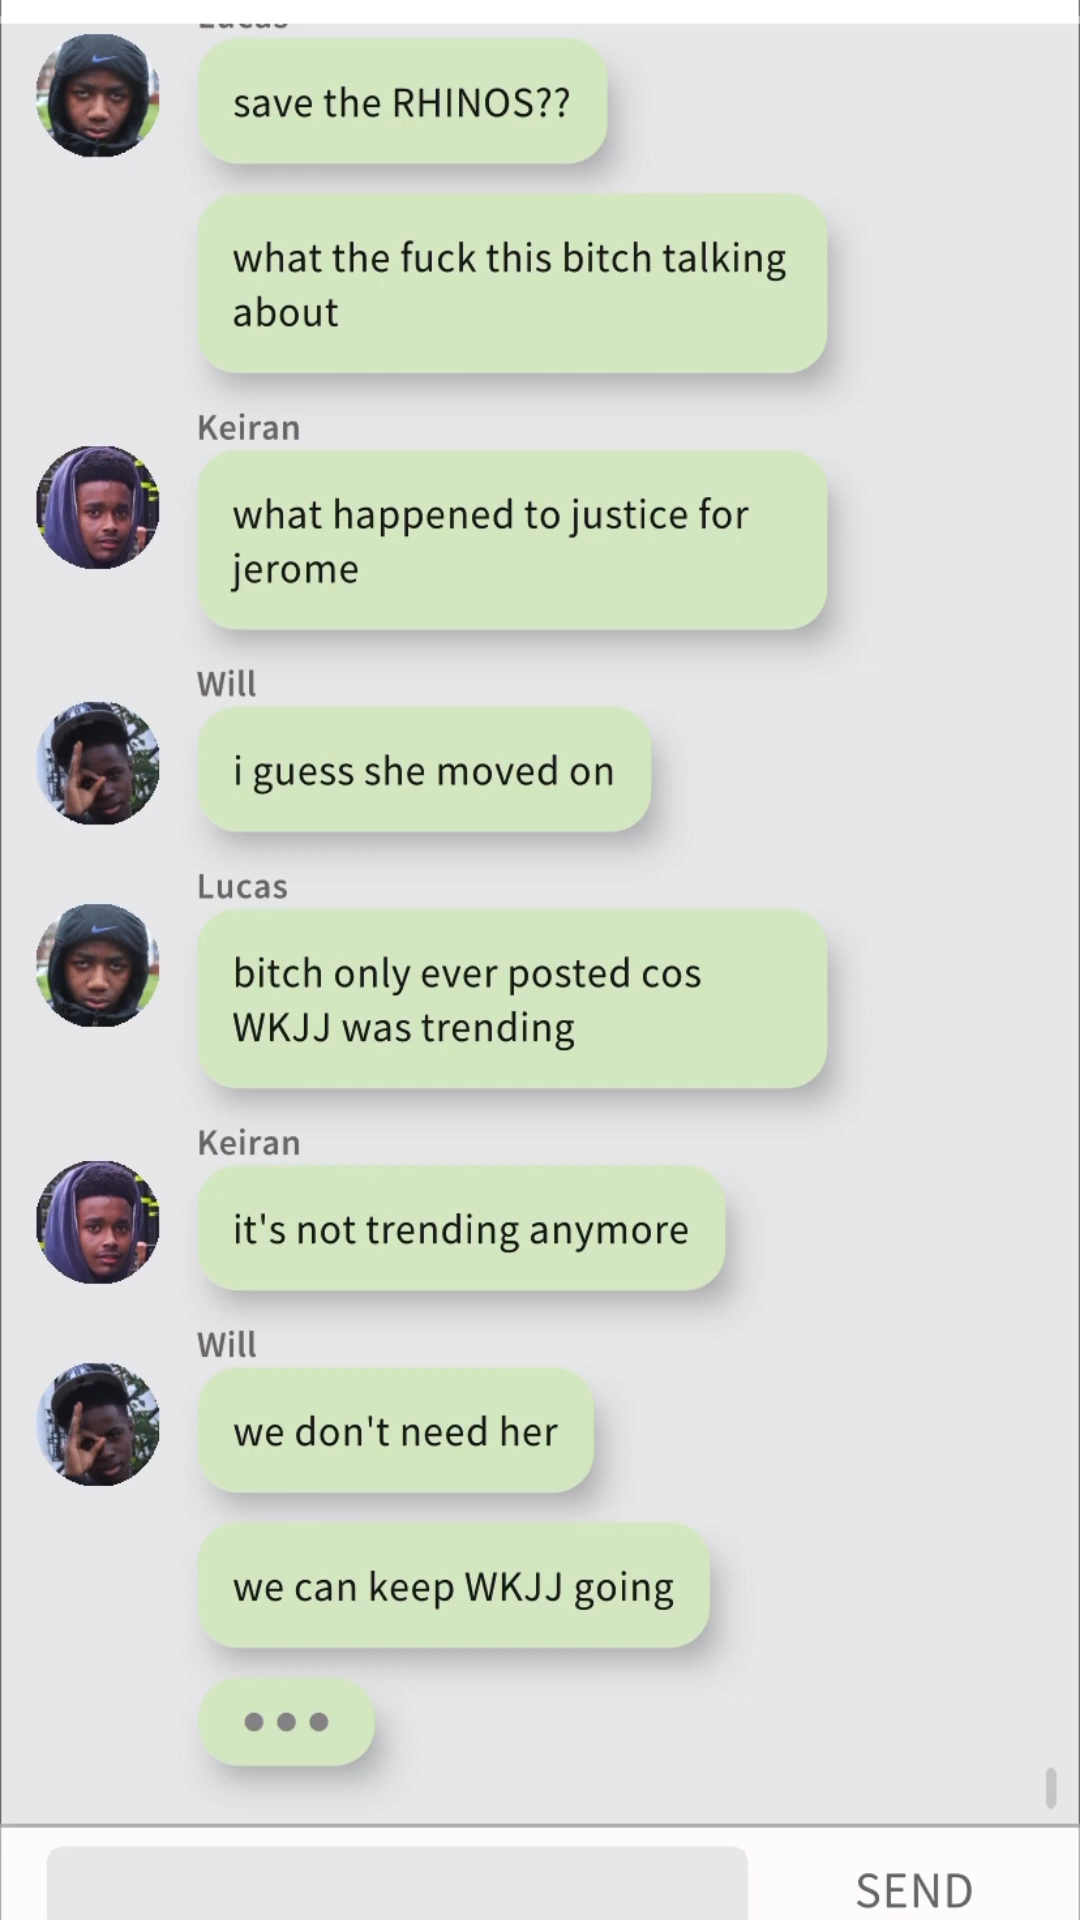 Lucas
save the RHINOS??
what the fuck this bitch talking
about
Keiran
what happened to justice for
jerome
Will
i guess she moved on
Lucas
bitch only ever posted cos
WKJJ was trending
Keiran
it's not trending anymore
Will
we don't need her
we can keep WKJJ going
SEND